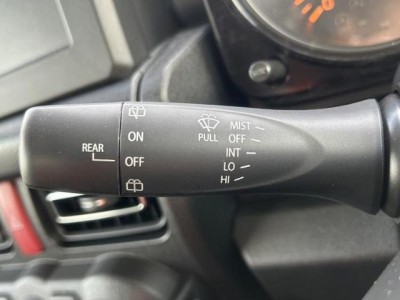 ON
REAR
OFF
PULL
MIST
OFF
INT
LO
HI